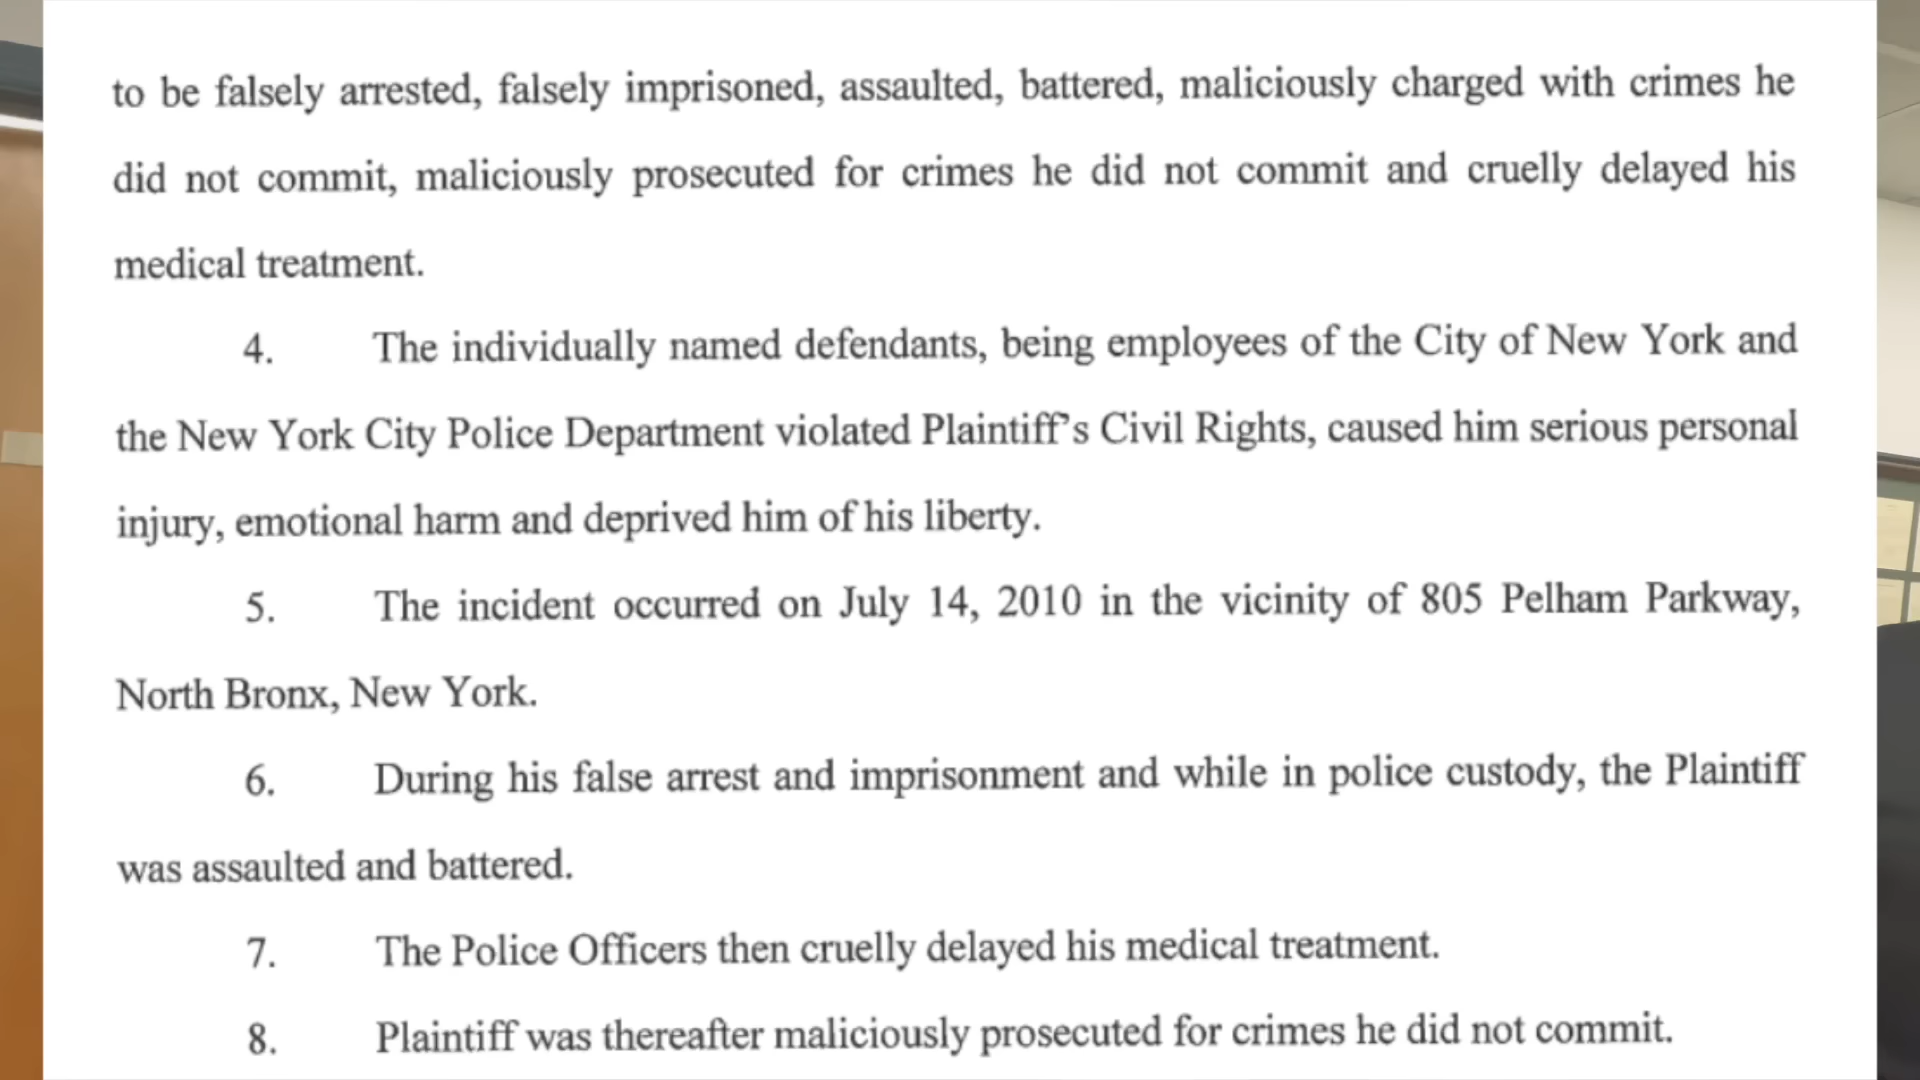 to be falsely arrested, falsely imprisoned, assaulted, battered, maliciously charged with crimes he
did not commit, maliciously prosecuted for crimes he did not commit and cruelly delayed his
medical treatment.
4. The individually named defendants, being employees of the City of New York and
the New York City Police Department violated Plaintiff's Civil Rights, caused him serious personal
injury, emotional harm and deprived him of his liberty.
5. The incident occurred on July 14, 2010 in the vicinity of 805 Pelham Parkway,
North Bronx, New York.
6. During his false arrest and imprisonment and while in police custody, the Plaintiff
was assaulted and battered.
7. The Police Officers then cruelly delayed his medical treatment.
8. Plaintiff was thereafter maliciously prosecuted for crimes he did not commit.